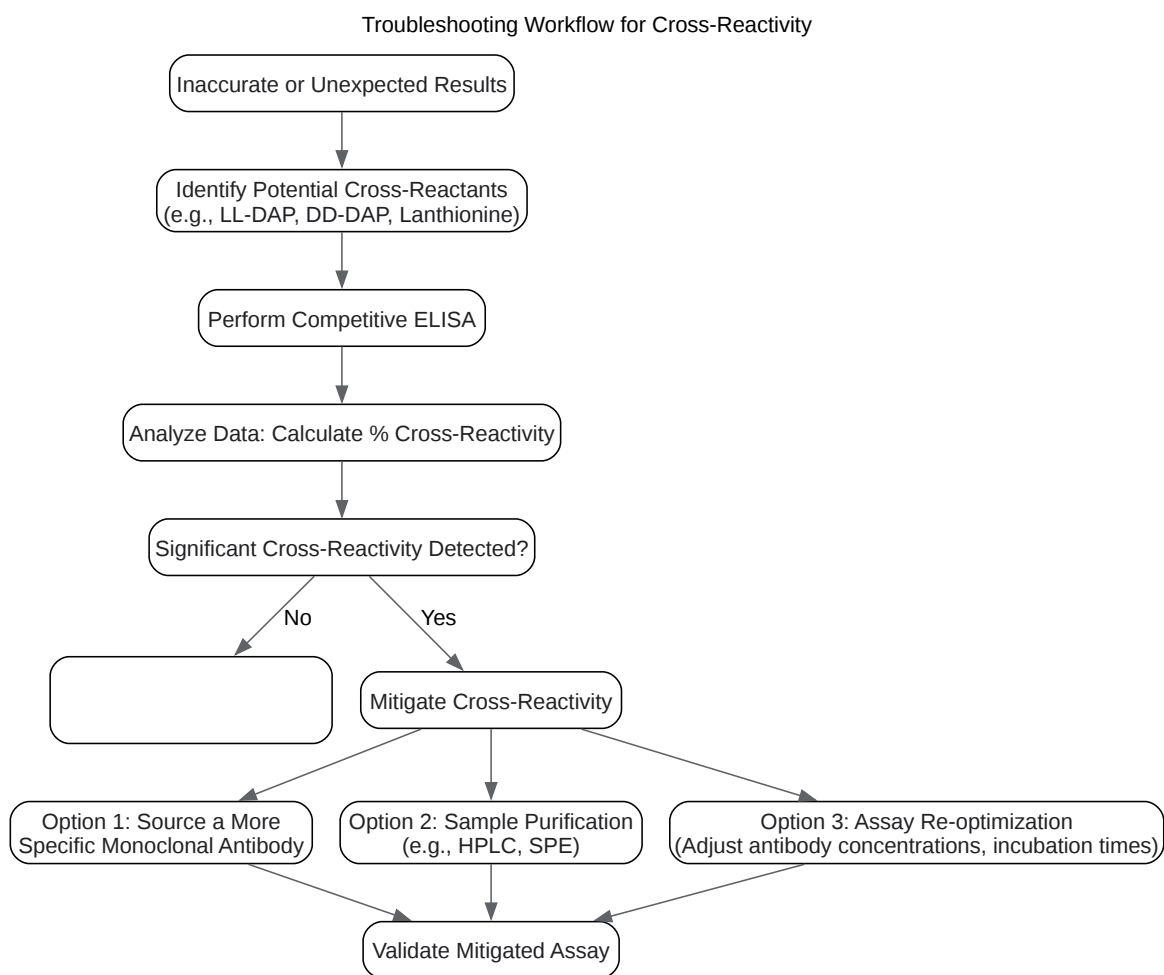 Troubleshooting Workflow for Cross-Reactivity
Inaccurate or Unexpected Results
Identify Potential Cross-Reactants
(e.g., LL-DAP, DD-DAP, Lanthionine)
Perform Competitive ELISA
Analyze Data: Calculate % Cross-Reactivity
Significant Cross-Reactivity Detected?
No
Yes
Mitigate Cross-Reactivity
Option 1: Source a More
Specific Monoclonal Antibody
Option 2: Sample Purification
(e.g., HPLC, SPE)
Option 3: Assay Re-optimization
(Adjust antibody concentrations, incubation times)
Validate Mitigated Assay